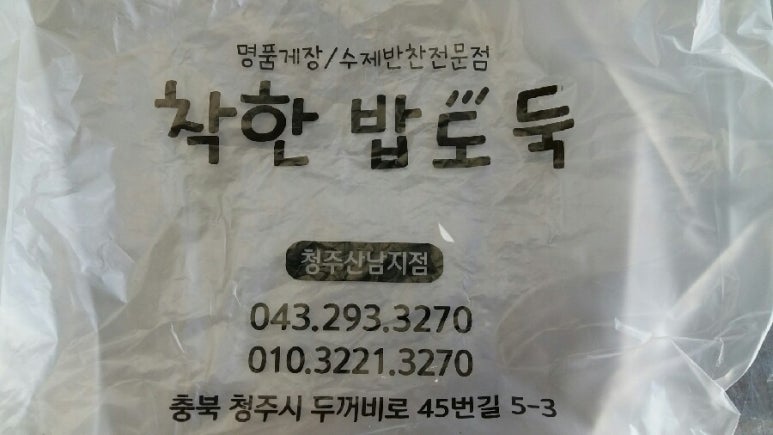 명품게장/수제반찬전문점
착한 밥도둑
청주산남지점
043.293.3270
010.3221.3270
충북 청주시 두꺼비로 45번길 5-3